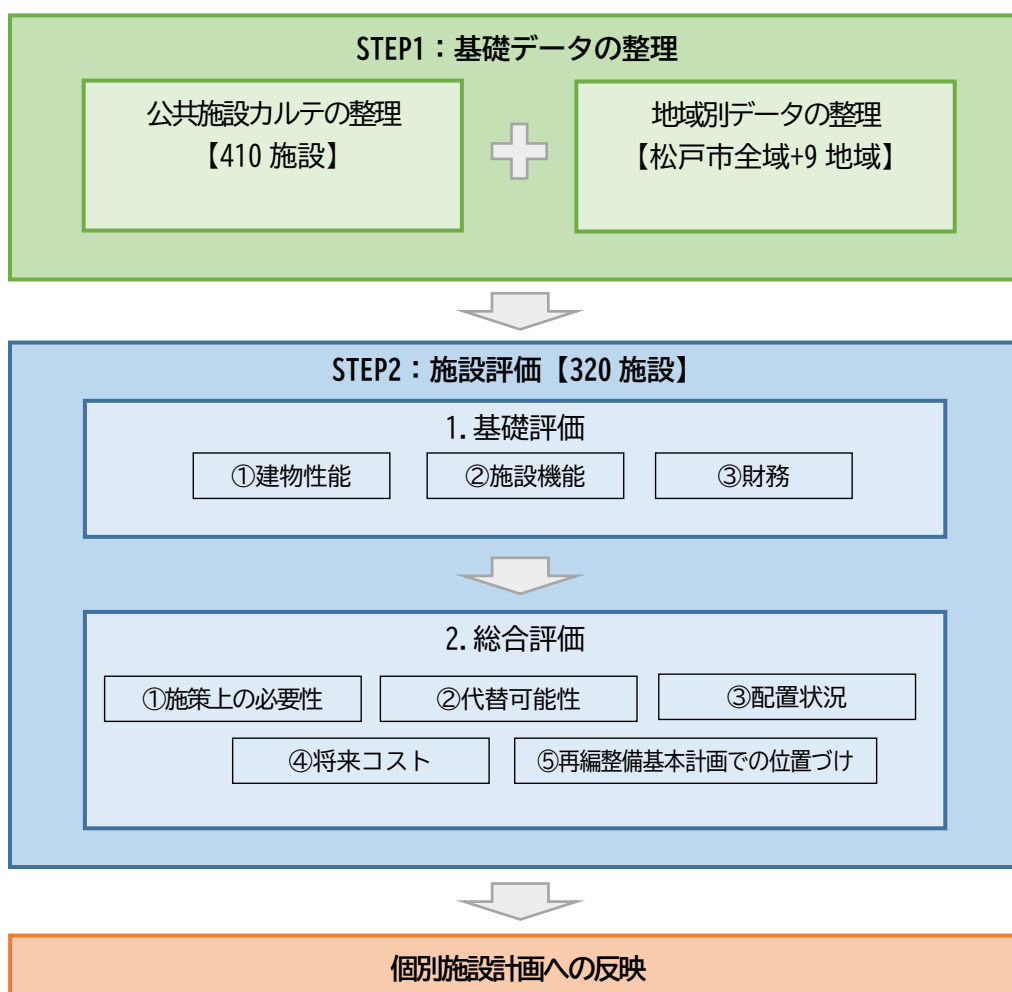 STEP1：基礎データの整理
公共施設カルテの整理
【410 施設】
地域別データの整理
【松戸市全域+9 地域】
STEP2：施設評価【320 施設】
1. 基礎評価
①建物性能
②施設機能
③財務
2. 総合評価
①施策上の必要性
②代替可能性
③配置状況
④将来コスト
⑤再編整備基本計画での位置づけ
個別施設計画への反映